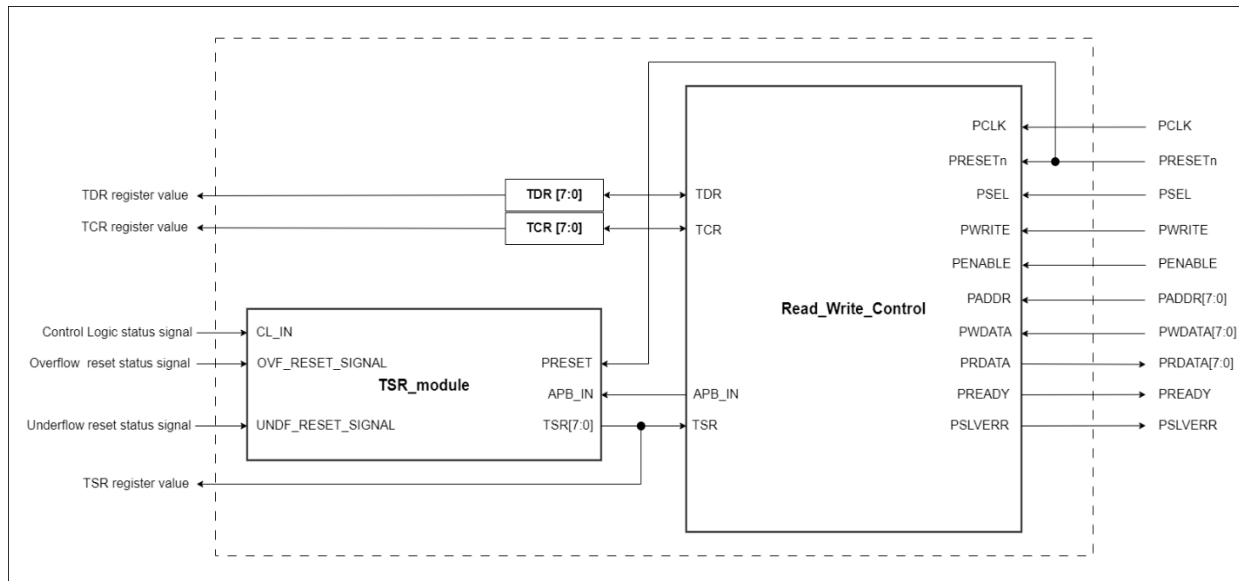 PCLK PCLK
PRESETn PRESETn
TDR register value TDR [7:0] TDR PSEL PSEL
TCR register value TCR [7:0] TCR PWRITE PWRITE
PENABLE PENABLE
Read_Write_Control
PADDR PADDR[7:0]
Control Logic status signal CL_IN PWDATA PWDATA[7:0]
Overflow reset status signal OVF_RESET_SIGNAL PRESET PRDATA PRDATA[7:0]
TSR_module
APB_IN APB_IN PREADY PREADY
Underflow reset status signal UNDF_RESET_SIGNAL TSR[7:0] TSR PSLVERR PSLVERR
TSR register value